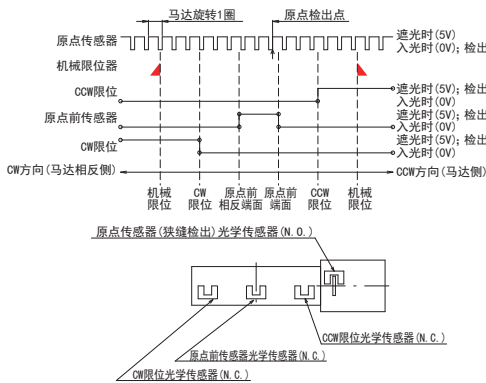 马达旋转1圈
原点检出点
原点传感器
遮光时(5V)
入光时(0V); 检出
机械限位器
CCW限位
遮光时(5V); 检出
入光时(0V)
原点前传感器
遮光时(5V); 检出
入光时(0V)
CW限位
遮光时(5V); 检出
入光时(0V)
CW方向(马达相反侧)
CCW方向(马达侧)
机械
限位
CW
限位
原点前
相反端面
原点前
端面
CCW
限位
机械
限位
原点传感器(狭缝检出)光学传感器(N.O.)
CCW限位光学传感器(N.C.)
原点前传感器光学传感器(N.C.)
CW限位光学传感器(N.C.)